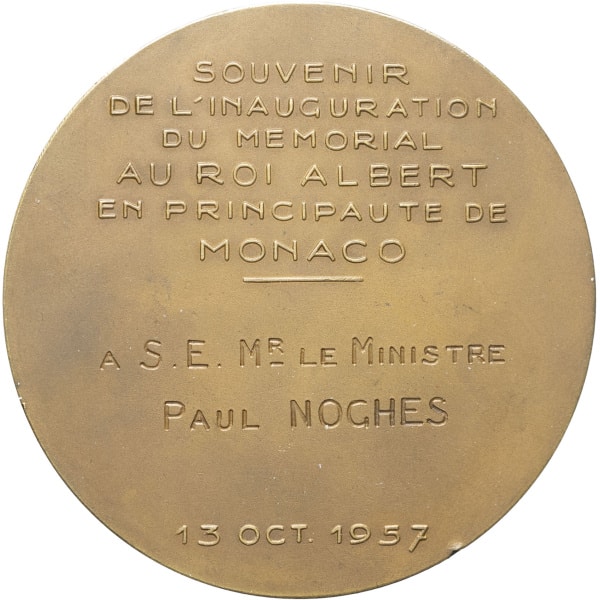 SOUVENIR
DE L'INAUGURATION
DU MEMORIAL
AU ROI ALBERT
EN PRINCIPAUTE DE
MONACO
A S.E. MR LE MINISTRE
PAUL NOGHES
13 OCT. 1957